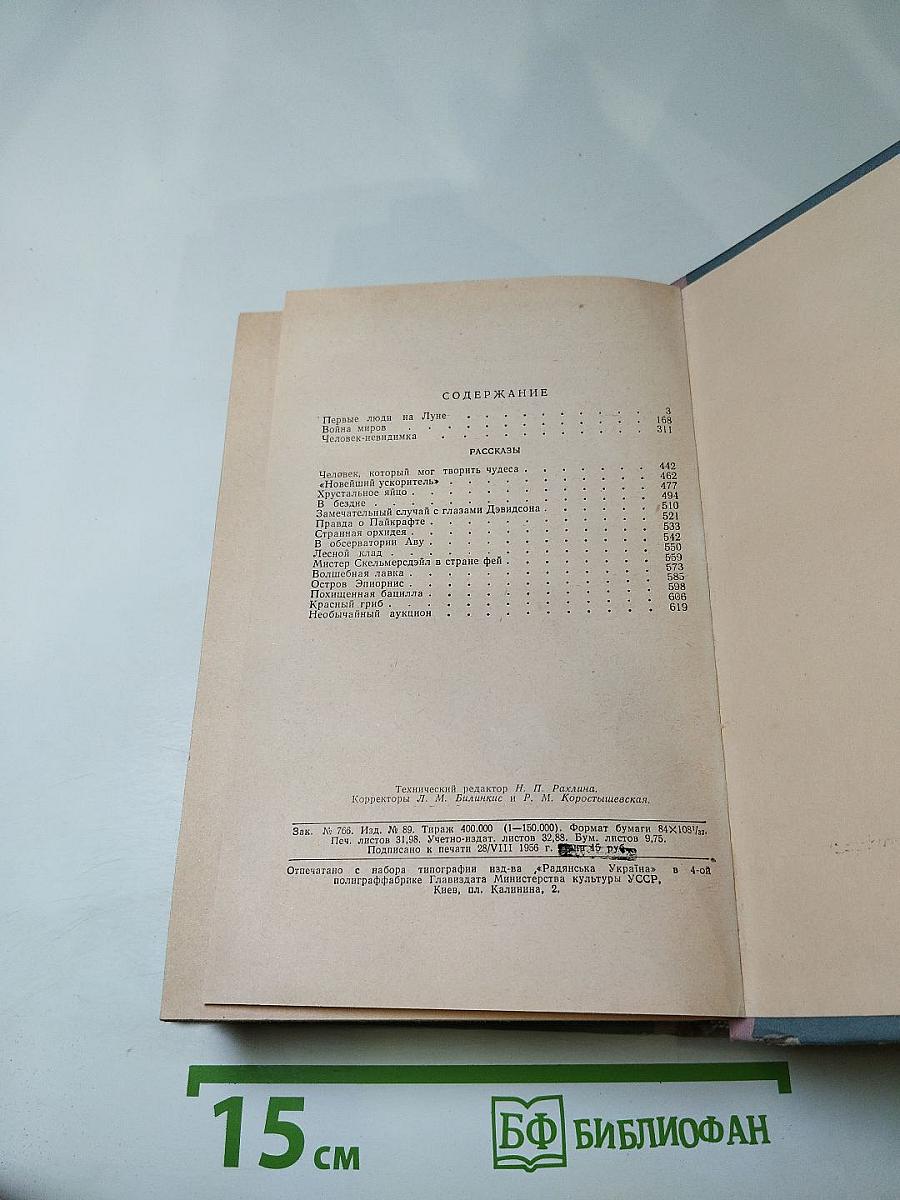 СОДЕРЖАНИЕ
Первые люди на Луне . . . . . . . . . . 3
Война миров . . . . . . . . . . . 168
Человек-невидимка . . . . . . . . . . 311
РАССКАЗЫ
Человек, который мог творить чудеса . . . . . . . 442
«Новейший ускоритель» . . . . . . . . . . 462
Хрустальное яйцо . . . . . . . . . . . 477
В бездне . . . . . . . . . . . . 494
Замечательный случай с глазами Дэвидсона . . . . . . 510
Правда о Пайкрафте . . . . . . . . . . 521
Странная орхидея . . . . . . . . . . . 533
В обсерватории Аву . . . . . . . . . . 542
Лесной клад . . . . . . . . . . . . 550
Мистер Скельмерсдэйл в стране фей . . . . . . . 559
Волшебная лавка . . . . . . . . . . . 573
Остров Эпиорнис . . . . . . . . . . . 585
Похищенная бацилла . . . . . . . . . . 598
Красный гриб . . . . . . . . . . . . 606
Необычайный аукцион . . . . . . . . . . 619
Технический редактор Н. П. Рахлина.
Корректоры Л. М. Билинкис и Р. М. Коростышевская.
Зак. № 766. Изд. № 89. Тираж 400.000 (1—150.000). Формат бумаги 84×108¹/₃₂.
Печ. листов 31,98. Учетно-издат. листов 32,88. Бум. листов 9,75.
Подписано к печати 28/VIII 1956 г. 15 руб.
Отпечатано с набора типографии изд-ва «Радянська Україна» в 4-ой
полиграффабрике Главиздата Министерства культуры УССР,
Киев, пл. Калинина, 2.
15 см
БФ БИБЛИОФАН